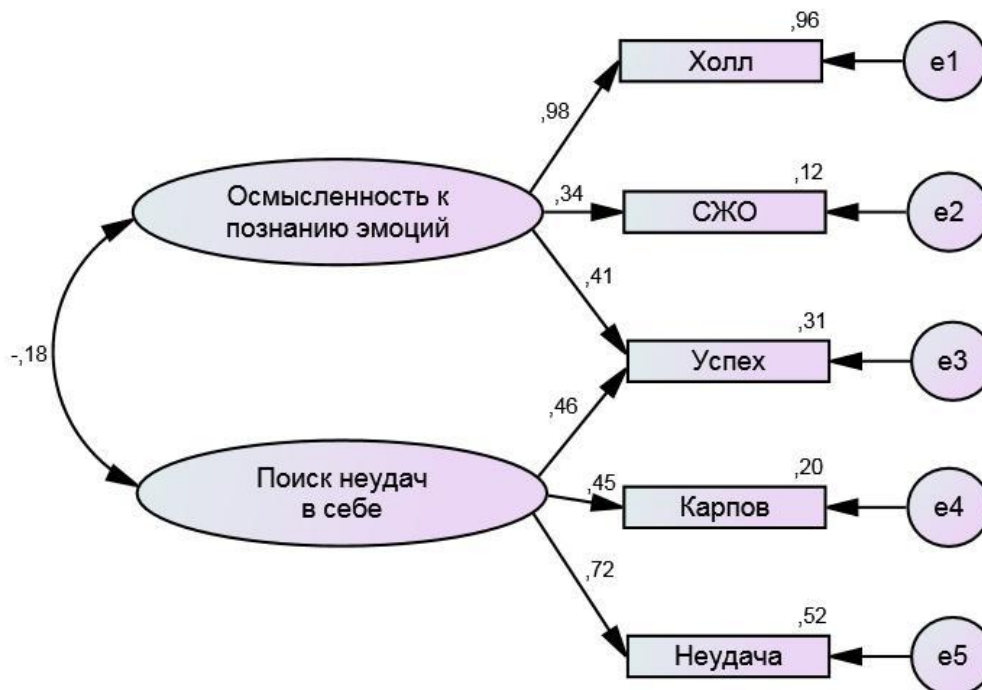 ,96
Холл
e1
,98
Осмысленность к
познанию эмоций
,34
,12
СЖО
e2
,41
,31
Успех
e3
-,18
,46
Поиск неудач
в себе
,45
,20
Карпов
e4
,72
,52
Неудача
e5